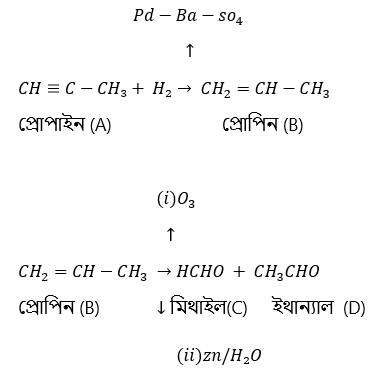 Pd − Ba − so₄
↑
CH ≡ C − CH₃ + H₂ → CH₂ = CH − CH₃
প্রোপাইন (A) প্রোপিন (B)
(i)O₃
↑
CH₂ = CH − CH₃ → HCHO + CH₃CHO
প্রোপিন (B) ↓ মিথাইল(C) ইথান্যাল (D)
(ii)zn/H₂O